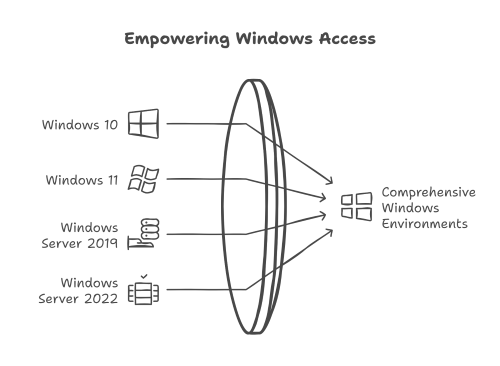 Empowering Windows Access
Windows 10
Windows 11
Windows
Server 2019
Windows
Server 2022
Comprehensive
Windows
Environments